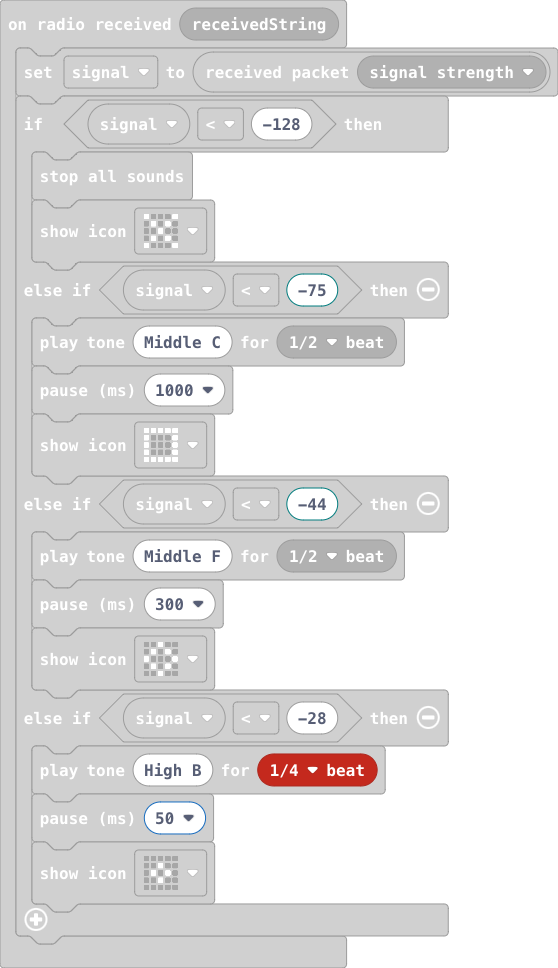 on radio received receivedString
set signal to received packet signal strength
if signal < -128 then
stop all sounds
show icon
else if signal < -75 then
play tone Middle C for 1/2 beat
pause (ms) 1000
show icon
else if signal < -44 then
play tone Middle F for 1/2 beat
pause (ms) 300
show icon
else if signal < -28 then
play tone High B for 1/4 beat
pause (ms) 50
show icon